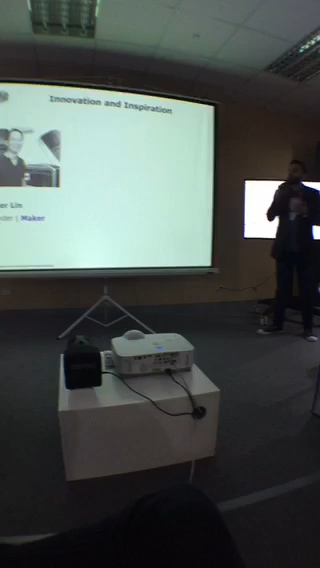 Innovation and Inspiration
er Lin
der | Maker